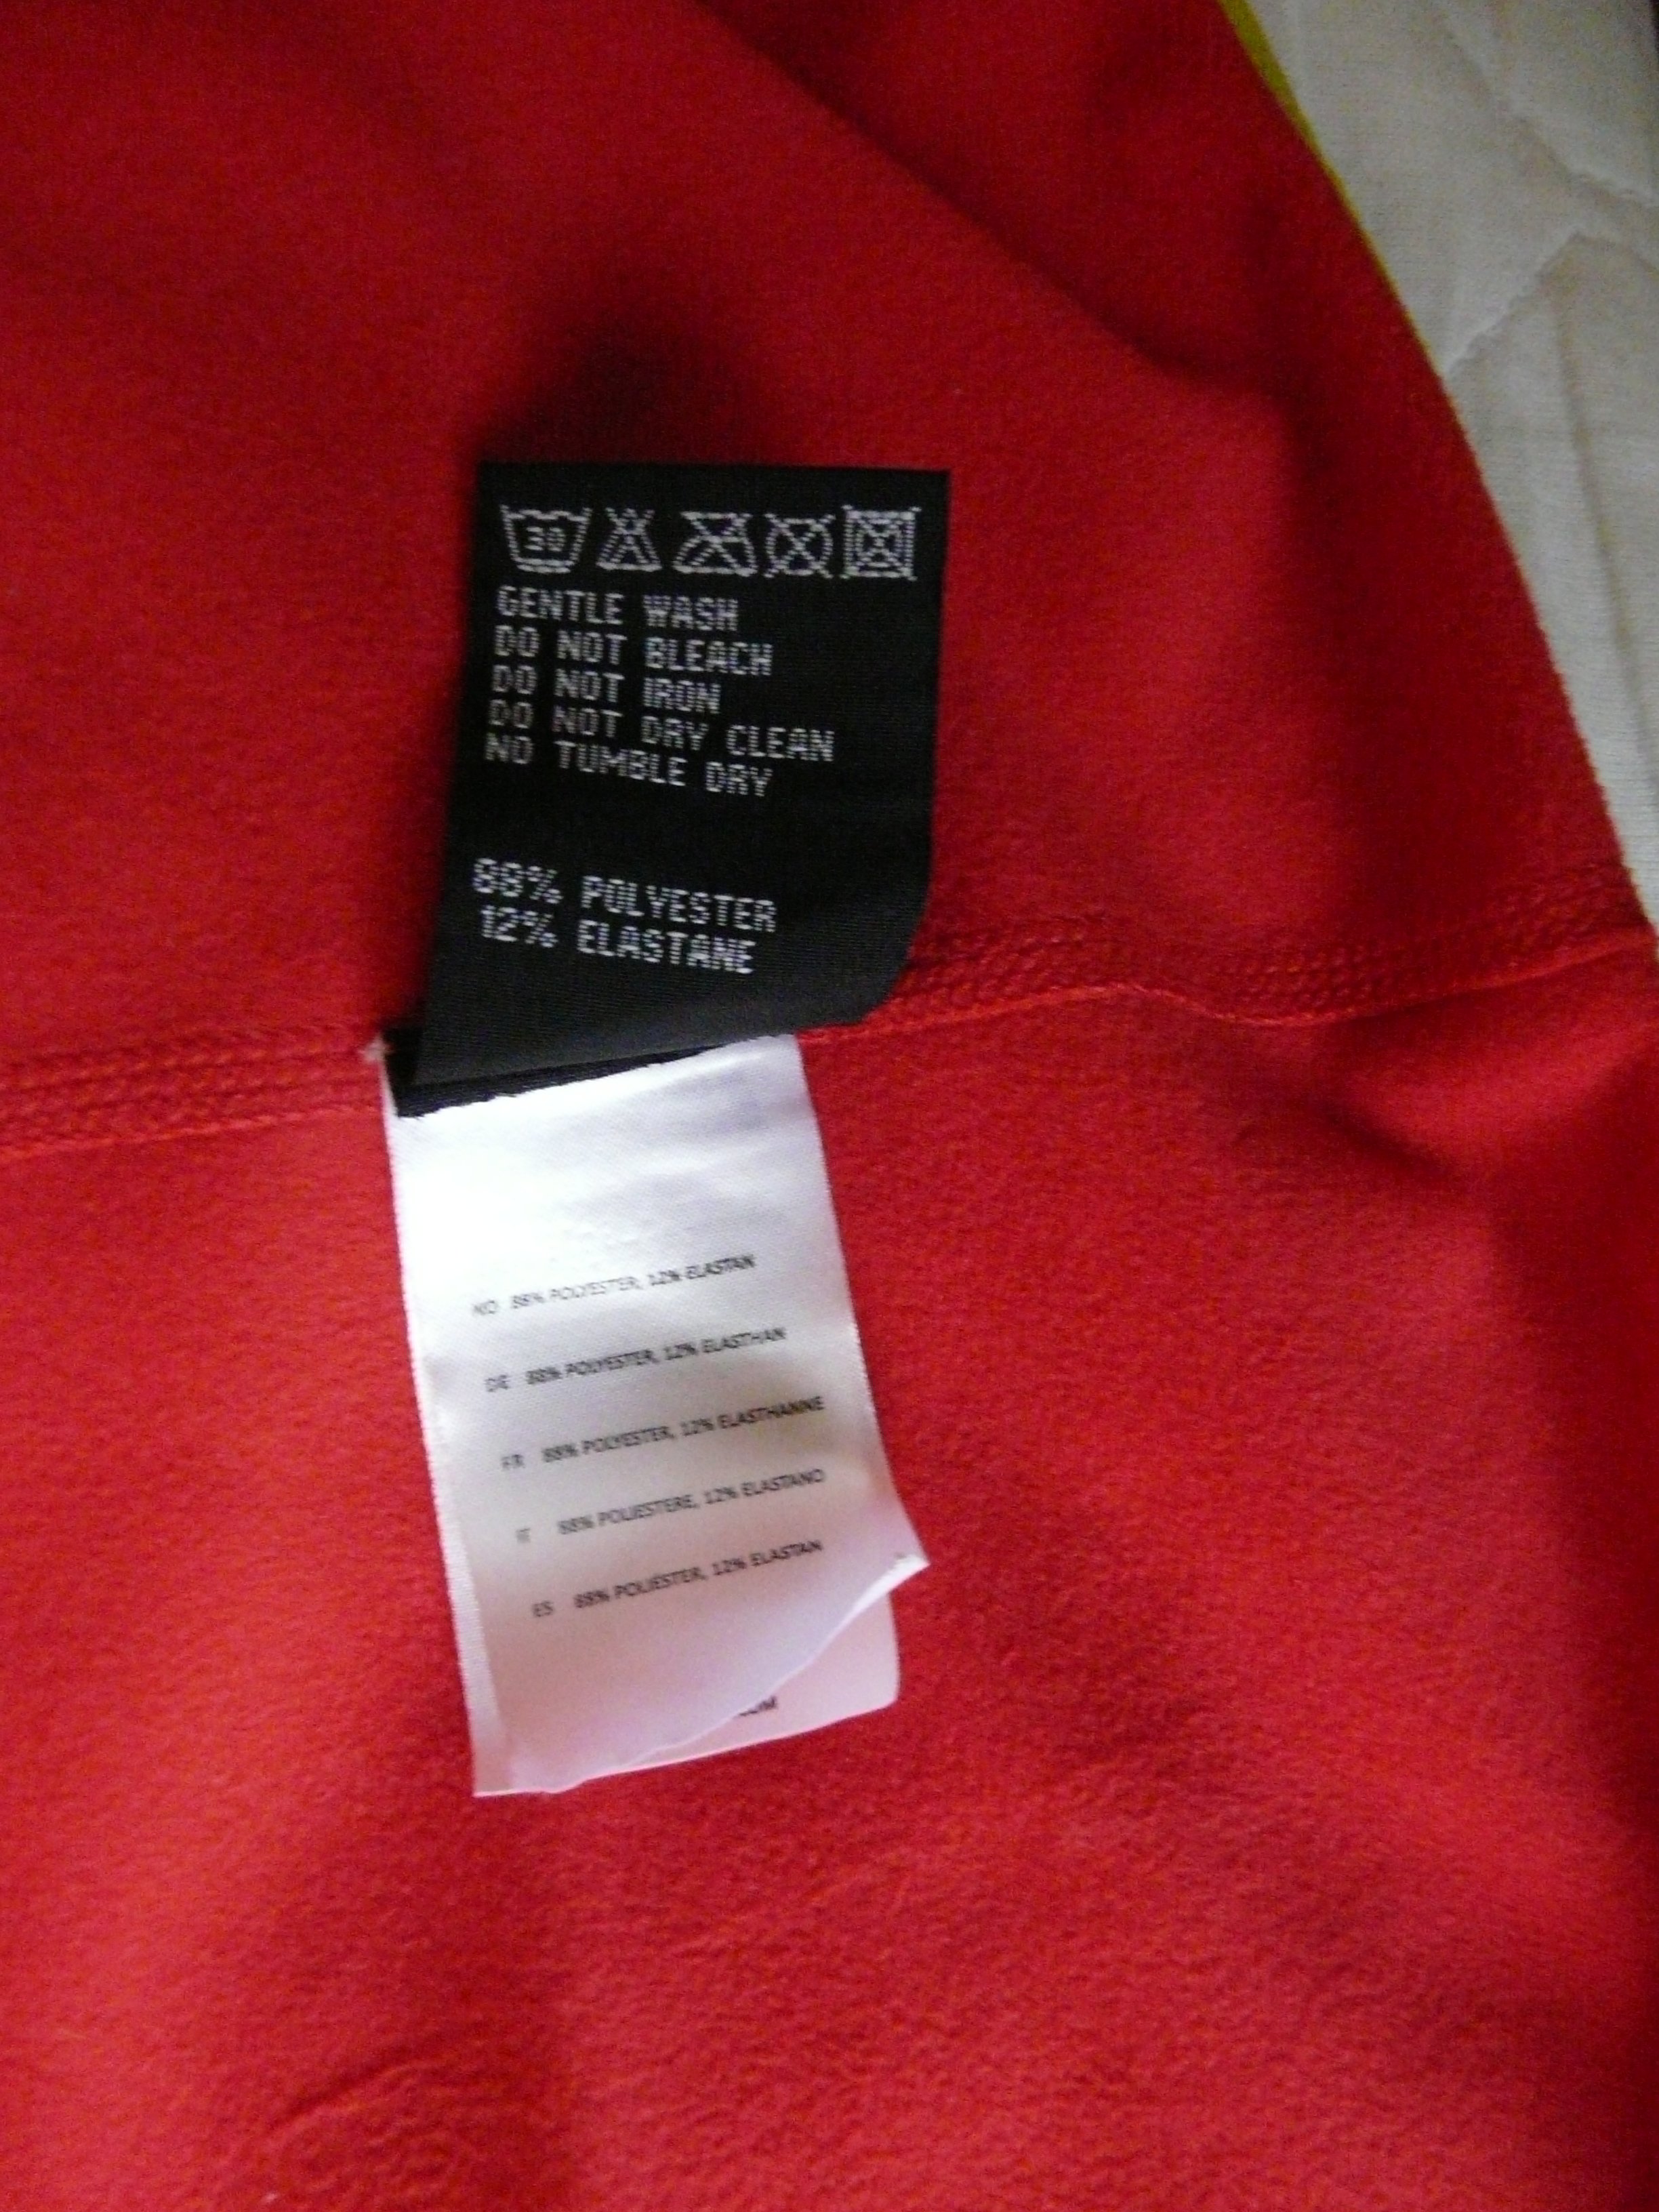 30
GENTLE WASH
DO NOT BLEACH
DO NOT IRON
DO NOT DRY CLEAN
NO TUMBLE DRY
88% POLYESTER
12% ELASTANE
NO 88% POLYESTER, 12% ELASTAN
DE 88% POLYESTER, 12% ELASTHAN
FR 88% POLYESTER, 12% ELASTHANNE
IT 88% POLIESTERE, 12% ELASTANO
ES 88% POLIÉSTER, 12% ELASTAN